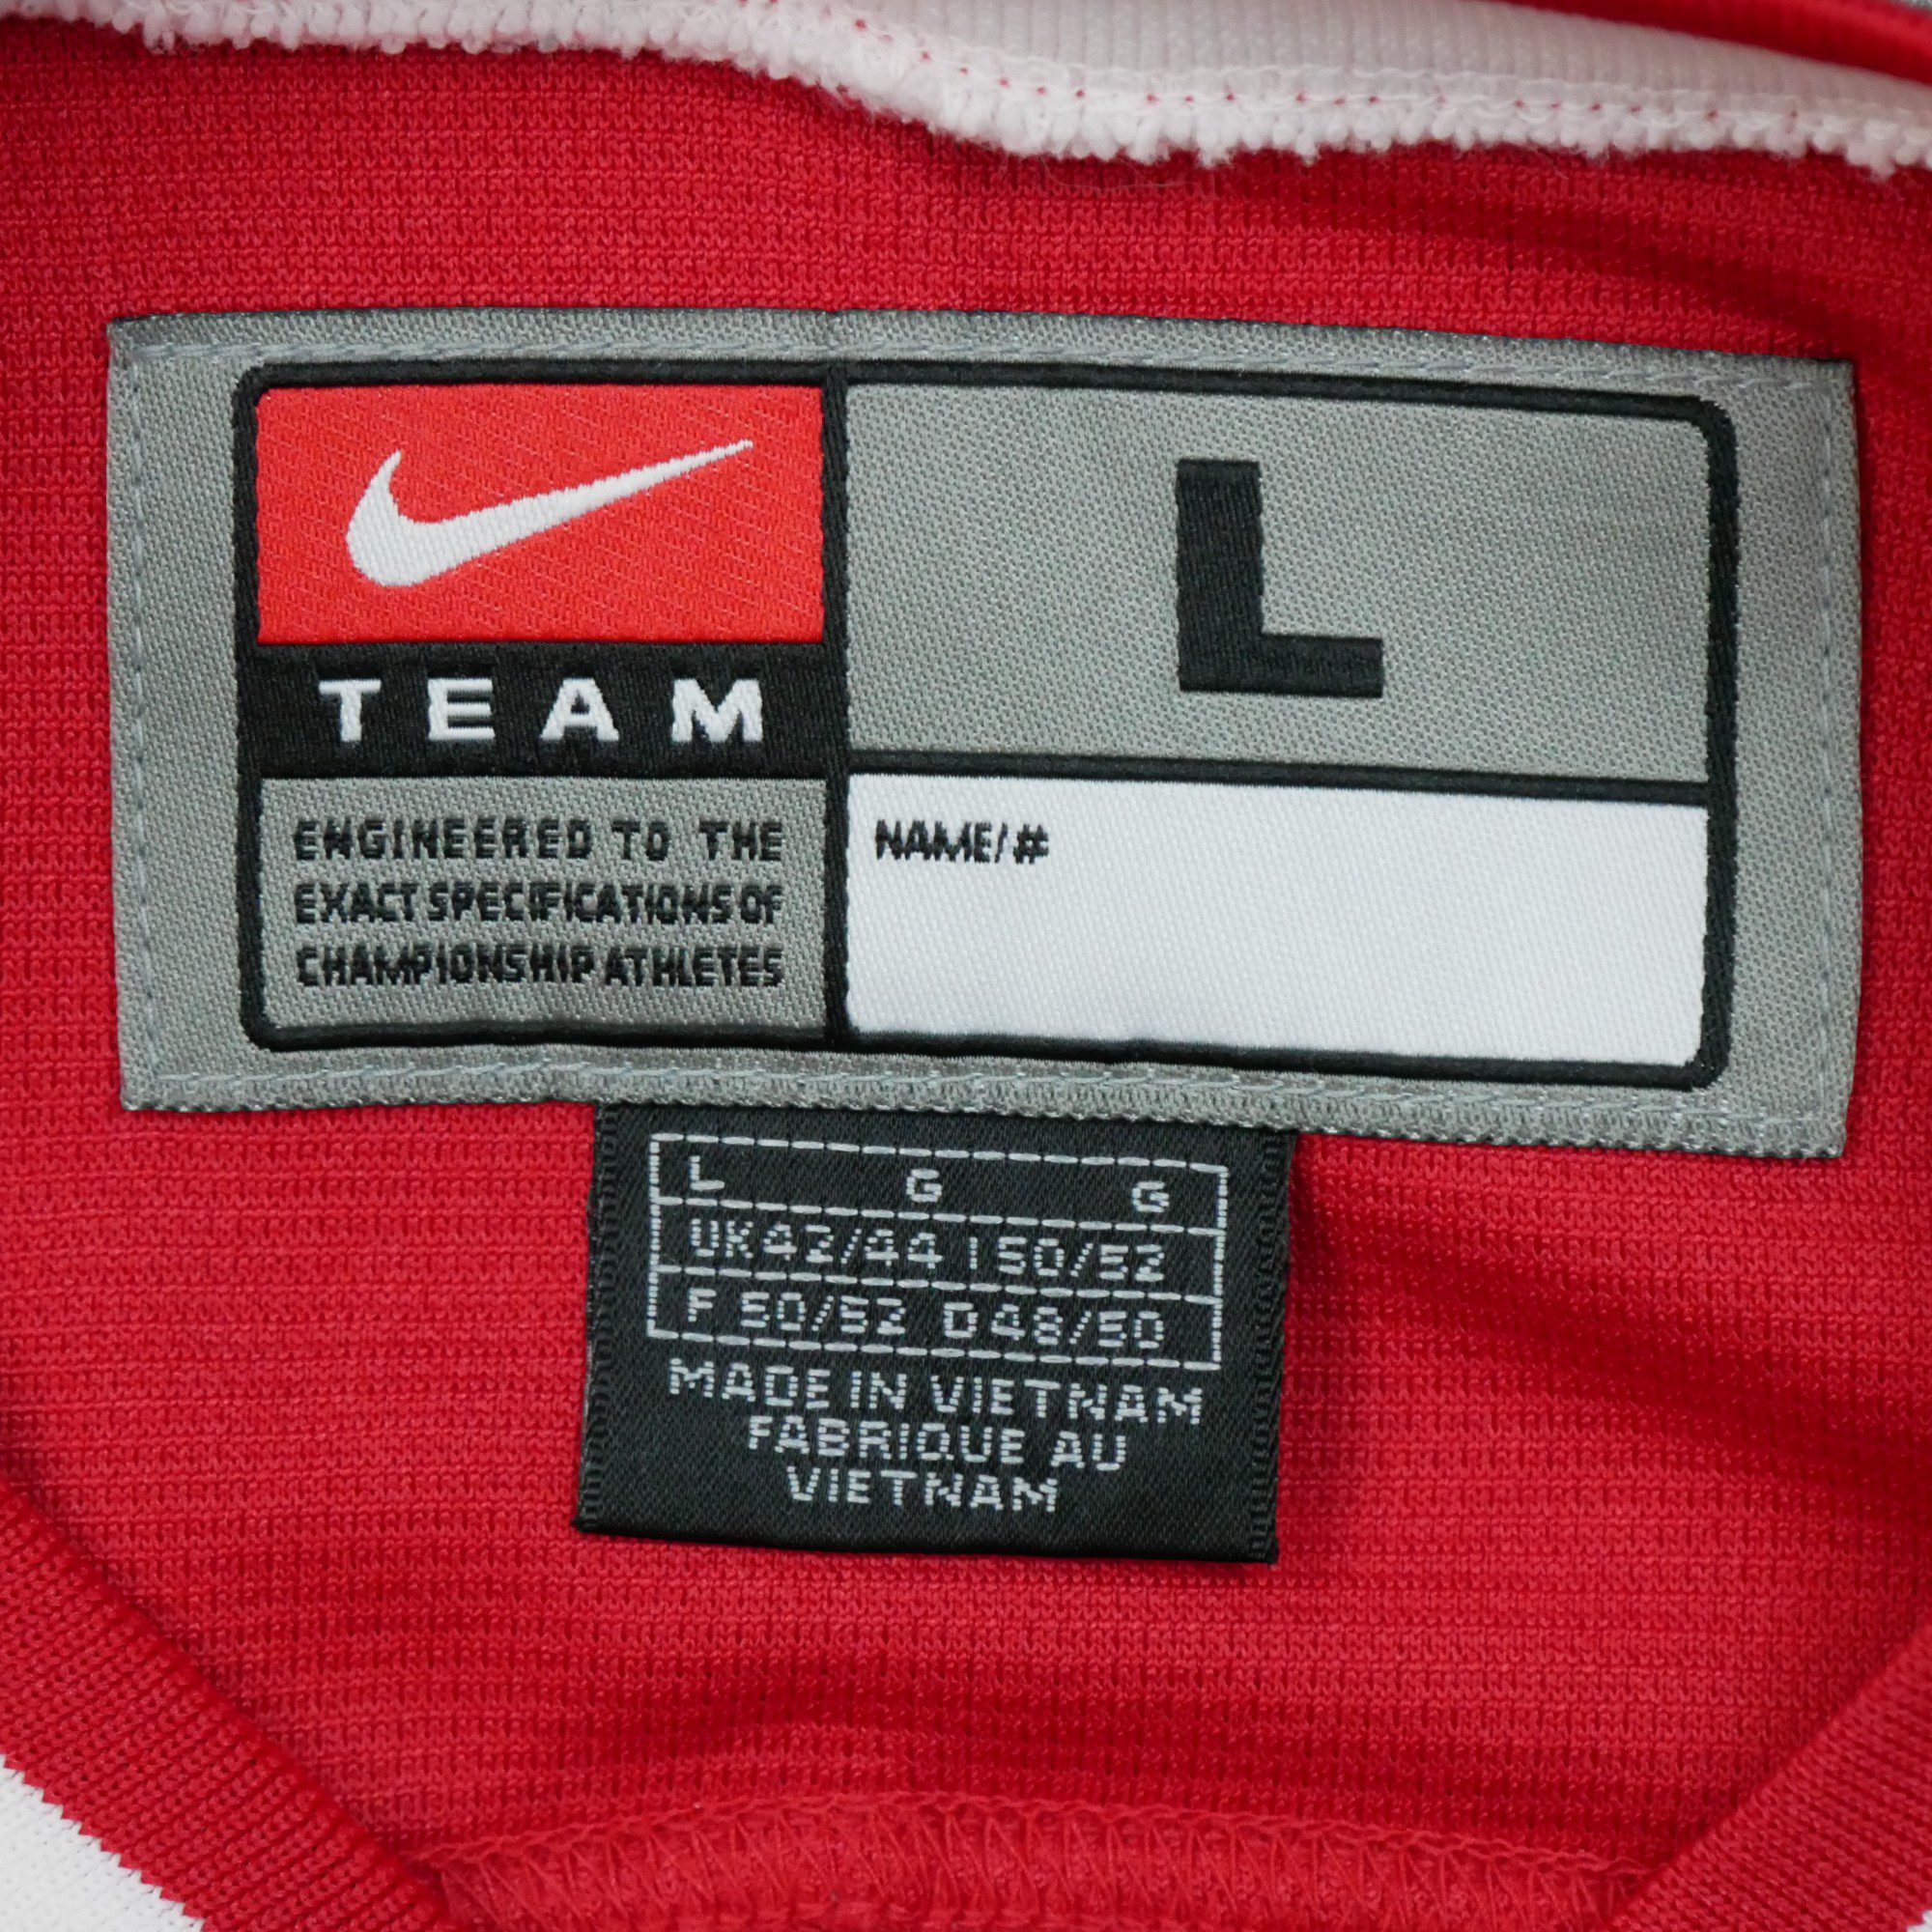 TEAM
ENGINEERED TO THE
EXACT SPECIFICATIONS OF
CHAMPIONSHIP ATHLETES
L
NAME/#
L G G
UK 42/44 I 50/52
F 50/52 D 48/50
MADE IN VIETNAM
FABRIQUE AU
VIETNAM